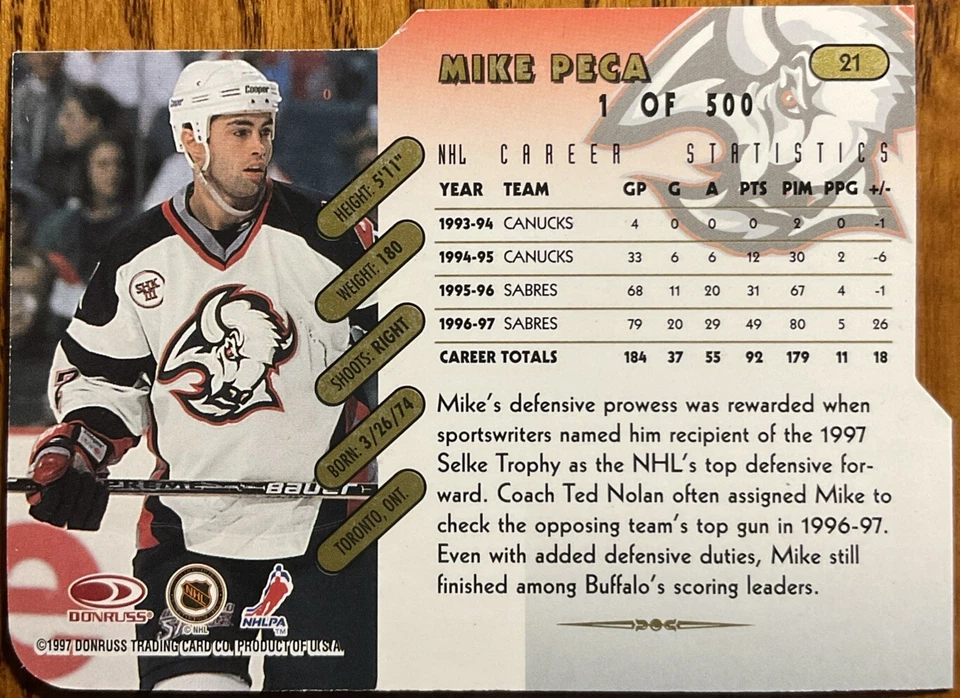 MIKE PECA
21
1 OF 500
NHL CAREER STATISTICS
YEAR TEAM GP G A PTS PIM PPG +/-
1993-94 CANUCKS 4 0 0 0 2 0 -1
1994-95 CANUCKS 33 6 6 12 30 2 -6
1995-96 SABRES 68 11 20 31 67 4 -1
1996-97 SABRES 79 20 29 49 80 5 26
CAREER TOTALS 184 37 55 92 179 11 18
Mike's defensive prowess was rewarded when
sportswriters named him recipient of the 1997
Selke Trophy as the NHL's top defensive for-
ward. Coach Ted Nolan often assigned Mike to
check the opposing team's top gun in 1996-97.
Even with added defensive duties, Mike still
finished among Buffalo's scoring leaders.
HEIGHT: 5'11"
WEIGHT: 180
SHOOTS: RIGHT
BORN: 3/26/74
TORONTO, ONT.
Cooper
Cooper
SHK
III
BAUER
DONRUSS®
NHL
©NHL
NHLPA
TM
©1997 DONRUSS TRADING CARD CO. PRODUCT OF U.S.A.